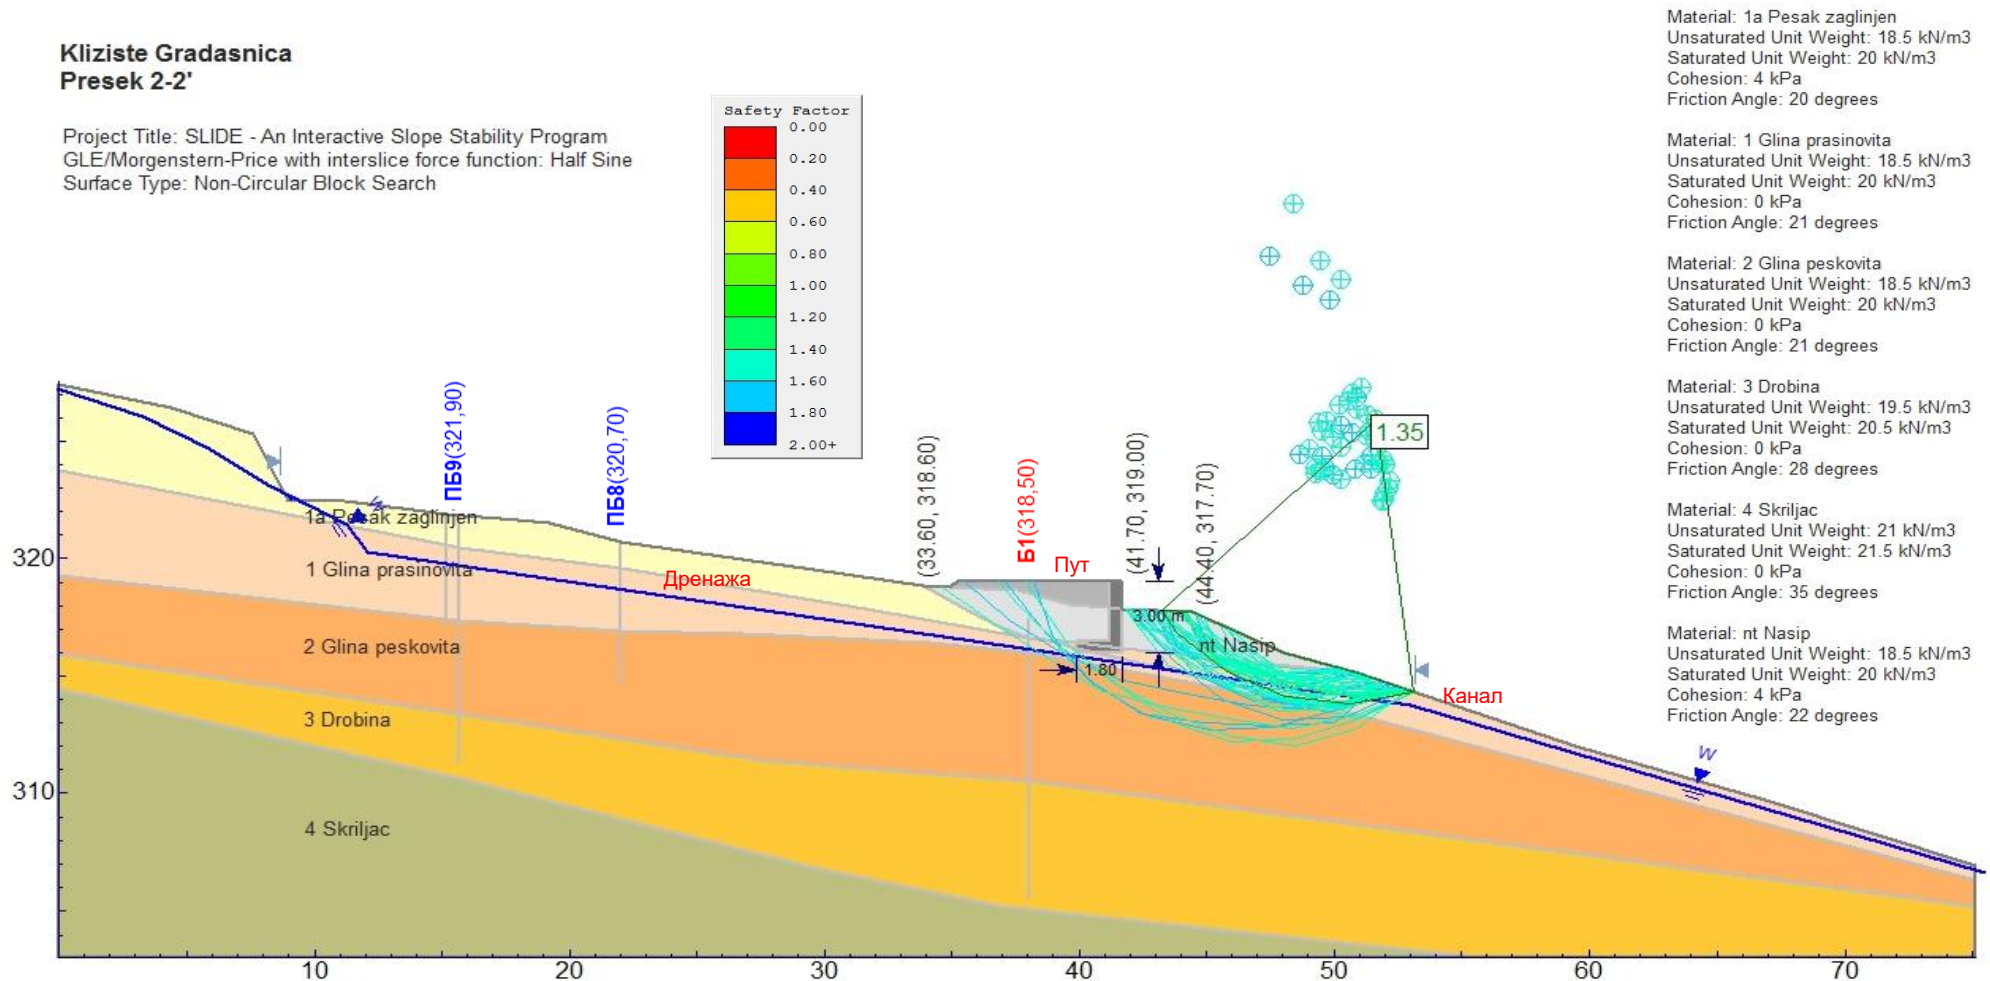 Kliziste Gradasnica
Presek 2-2'
Project Title: SLIDE - An Interactive Slope Stability Program
GLE/Morgenstern-Price with interslice force function: Half Sine
Surface Type: Non-Circular Block Search
Safety Factor
0.00
0.20
0.40
0.60
0.80
1.00
1.20
1.40
1.60
1.80
2.00+
Material: 1a Pesak zaglinjen
Unsaturated Unit Weight: 18.5 kN/m3
Saturated Unit Weight: 20 kN/m3
Cohesion: 4 kPa
Friction Angle: 20 degrees
Material: 1 Glina prasinovita
Unsaturated Unit Weight: 18.5 kN/m3
Saturated Unit Weight: 20 kN/m3
Cohesion: 0 kPa
Friction Angle: 21 degrees
Material: 2 Glina peskovita
Unsaturated Unit Weight: 18.5 kN/m3
Saturated Unit Weight: 20 kN/m3
Cohesion: 0 kPa
Friction Angle: 21 degrees
Material: 3 Drobina
Unsaturated Unit Weight: 19.5 kN/m3
Saturated Unit Weight: 20.5 kN/m3
Cohesion: 0 kPa
Friction Angle: 28 degrees
Material: 4 Skriljac
Unsaturated Unit Weight: 21 kN/m3
Saturated Unit Weight: 21.5 kN/m3
Cohesion: 0 kPa
Friction Angle: 35 degrees
Material: nt Nasip
Unsaturated Unit Weight: 18.5 kN/m3
Saturated Unit Weight: 20 kN/m3
Cohesion: 4 kPa
Friction Angle: 22 degrees
ПБ9(321,90)
ПБ8(320,70)
(33.60, 318.60)
Б1(318,50)
Пут
(41.70, 319.00)
(44.40, 317.70)
1.35
W
1a Pesak zaglinjen
1 Glina prasinovita
Дренажа
3.00 m
nt Nasip
1.80
2 Glina peskovita
Канал
3 Drobina
W
4 Skriljac
320
310
10
20
30
40
50
60
70